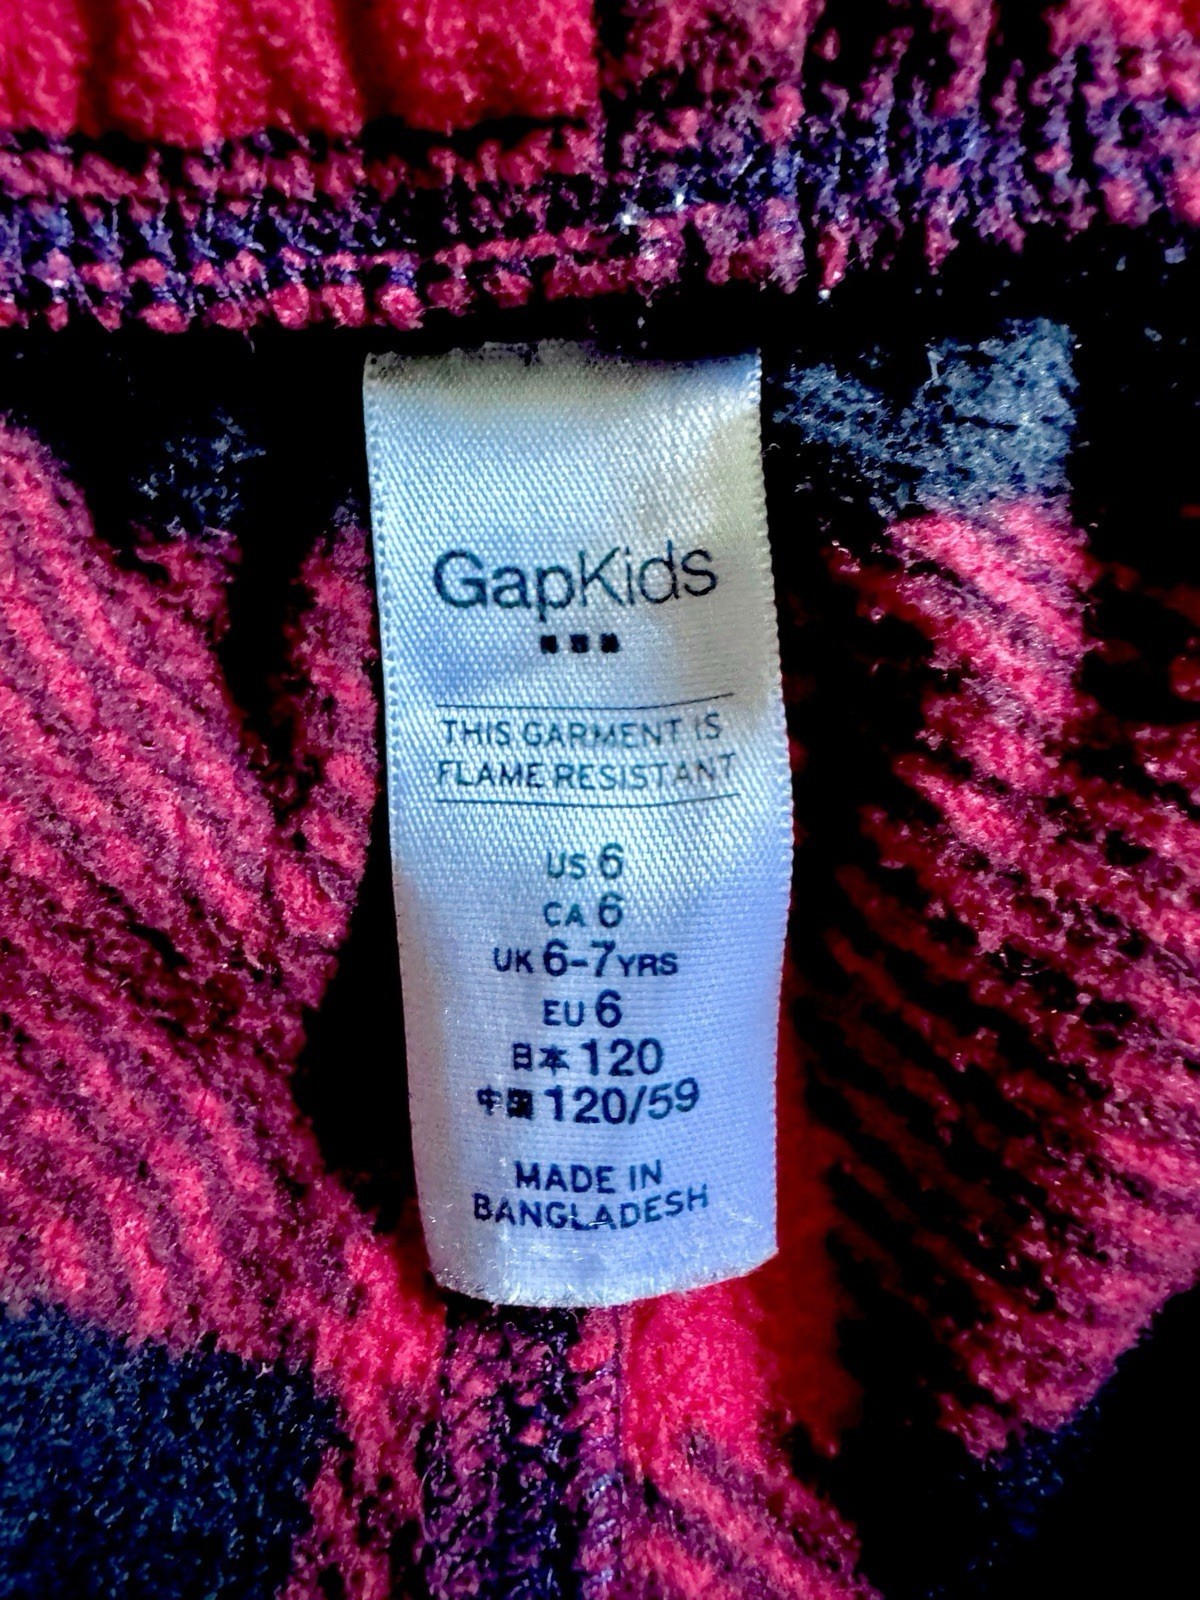 GapKids
THIS GARMENT IS
FLAME RESISTANT
US 6
CA 6
UK 6-7YRS
EU 6
日本 120
中国 120/59
MADE IN
BANGLADESH